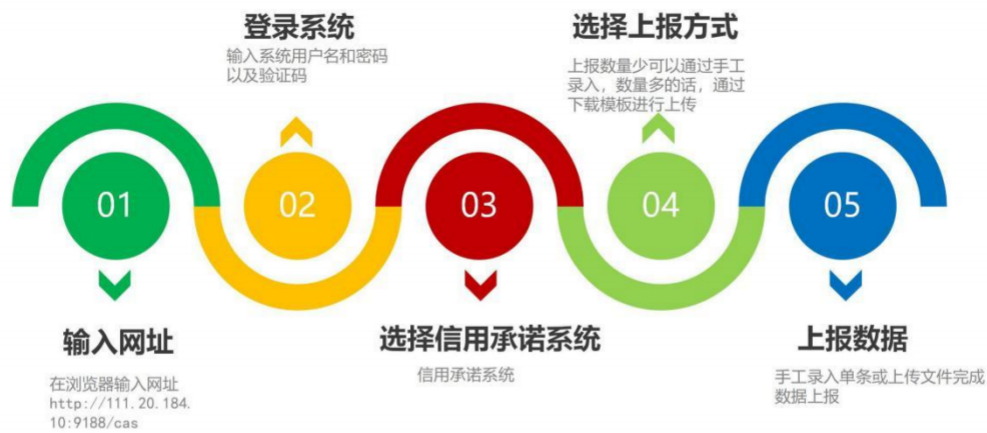 登录系统
输入系统用户名和密码
以及验证码
选择上报方式
上报数量少可以通过手工
录入，数量多的话，通过
下载模板进行上传
01
02
03
04
05
输入网址
在浏览器输入网址
http://111.20.184.
10:9188/cas
选择信用承诺系统
信用承诺系统
上报数据
手工录入单条或上传文件完成
数据上报